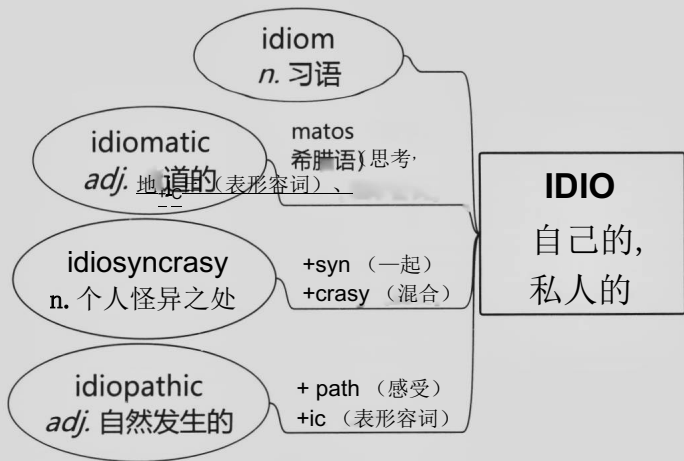 idiom
n. 习语
idiomatic
adj. 地道的
matos
希腊语)(思考,
+ic (表形容词)、
idiosyncrasy
n. 个人怪异之处
+syn (一起)
+crasy (混合)
idiopathic
adj. 自然发生的
+ path (感受)
+ic (表形容词)
IDIO
自己的,
私人的